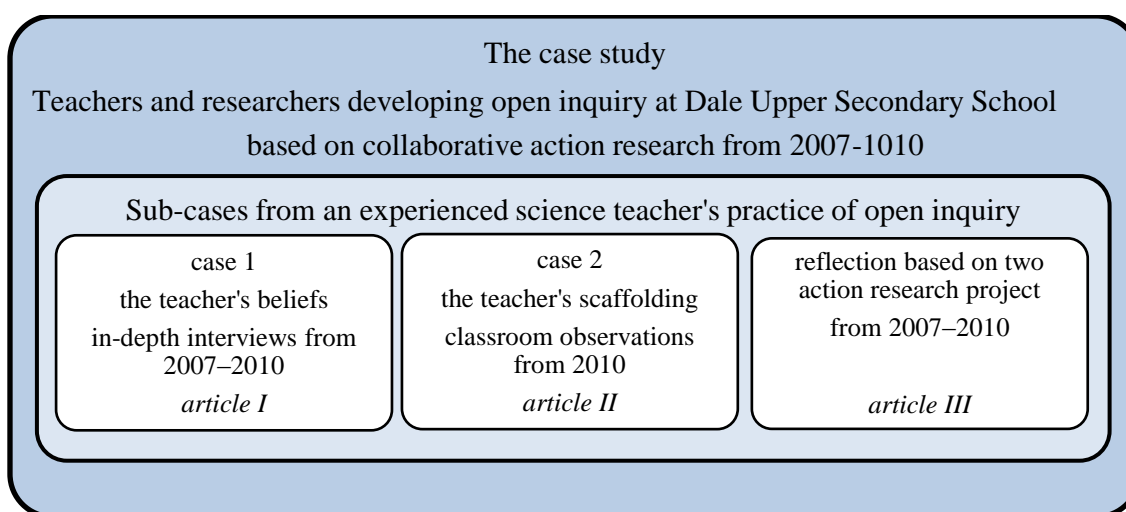 The case study
Teachers and researchers developing open inquiry at Dale Upper Secondary School
based on collaborative action research from 2007-1010
Sub-cases from an experienced science teacher's practice of open inquiry
case 1
the teacher's beliefs
in-depth interviews from
2007–2010
article I
case 2
the teacher's scaffolding
classroom observations
from 2010
article II
reflection based on two
action research project
from 2007–2010
article III